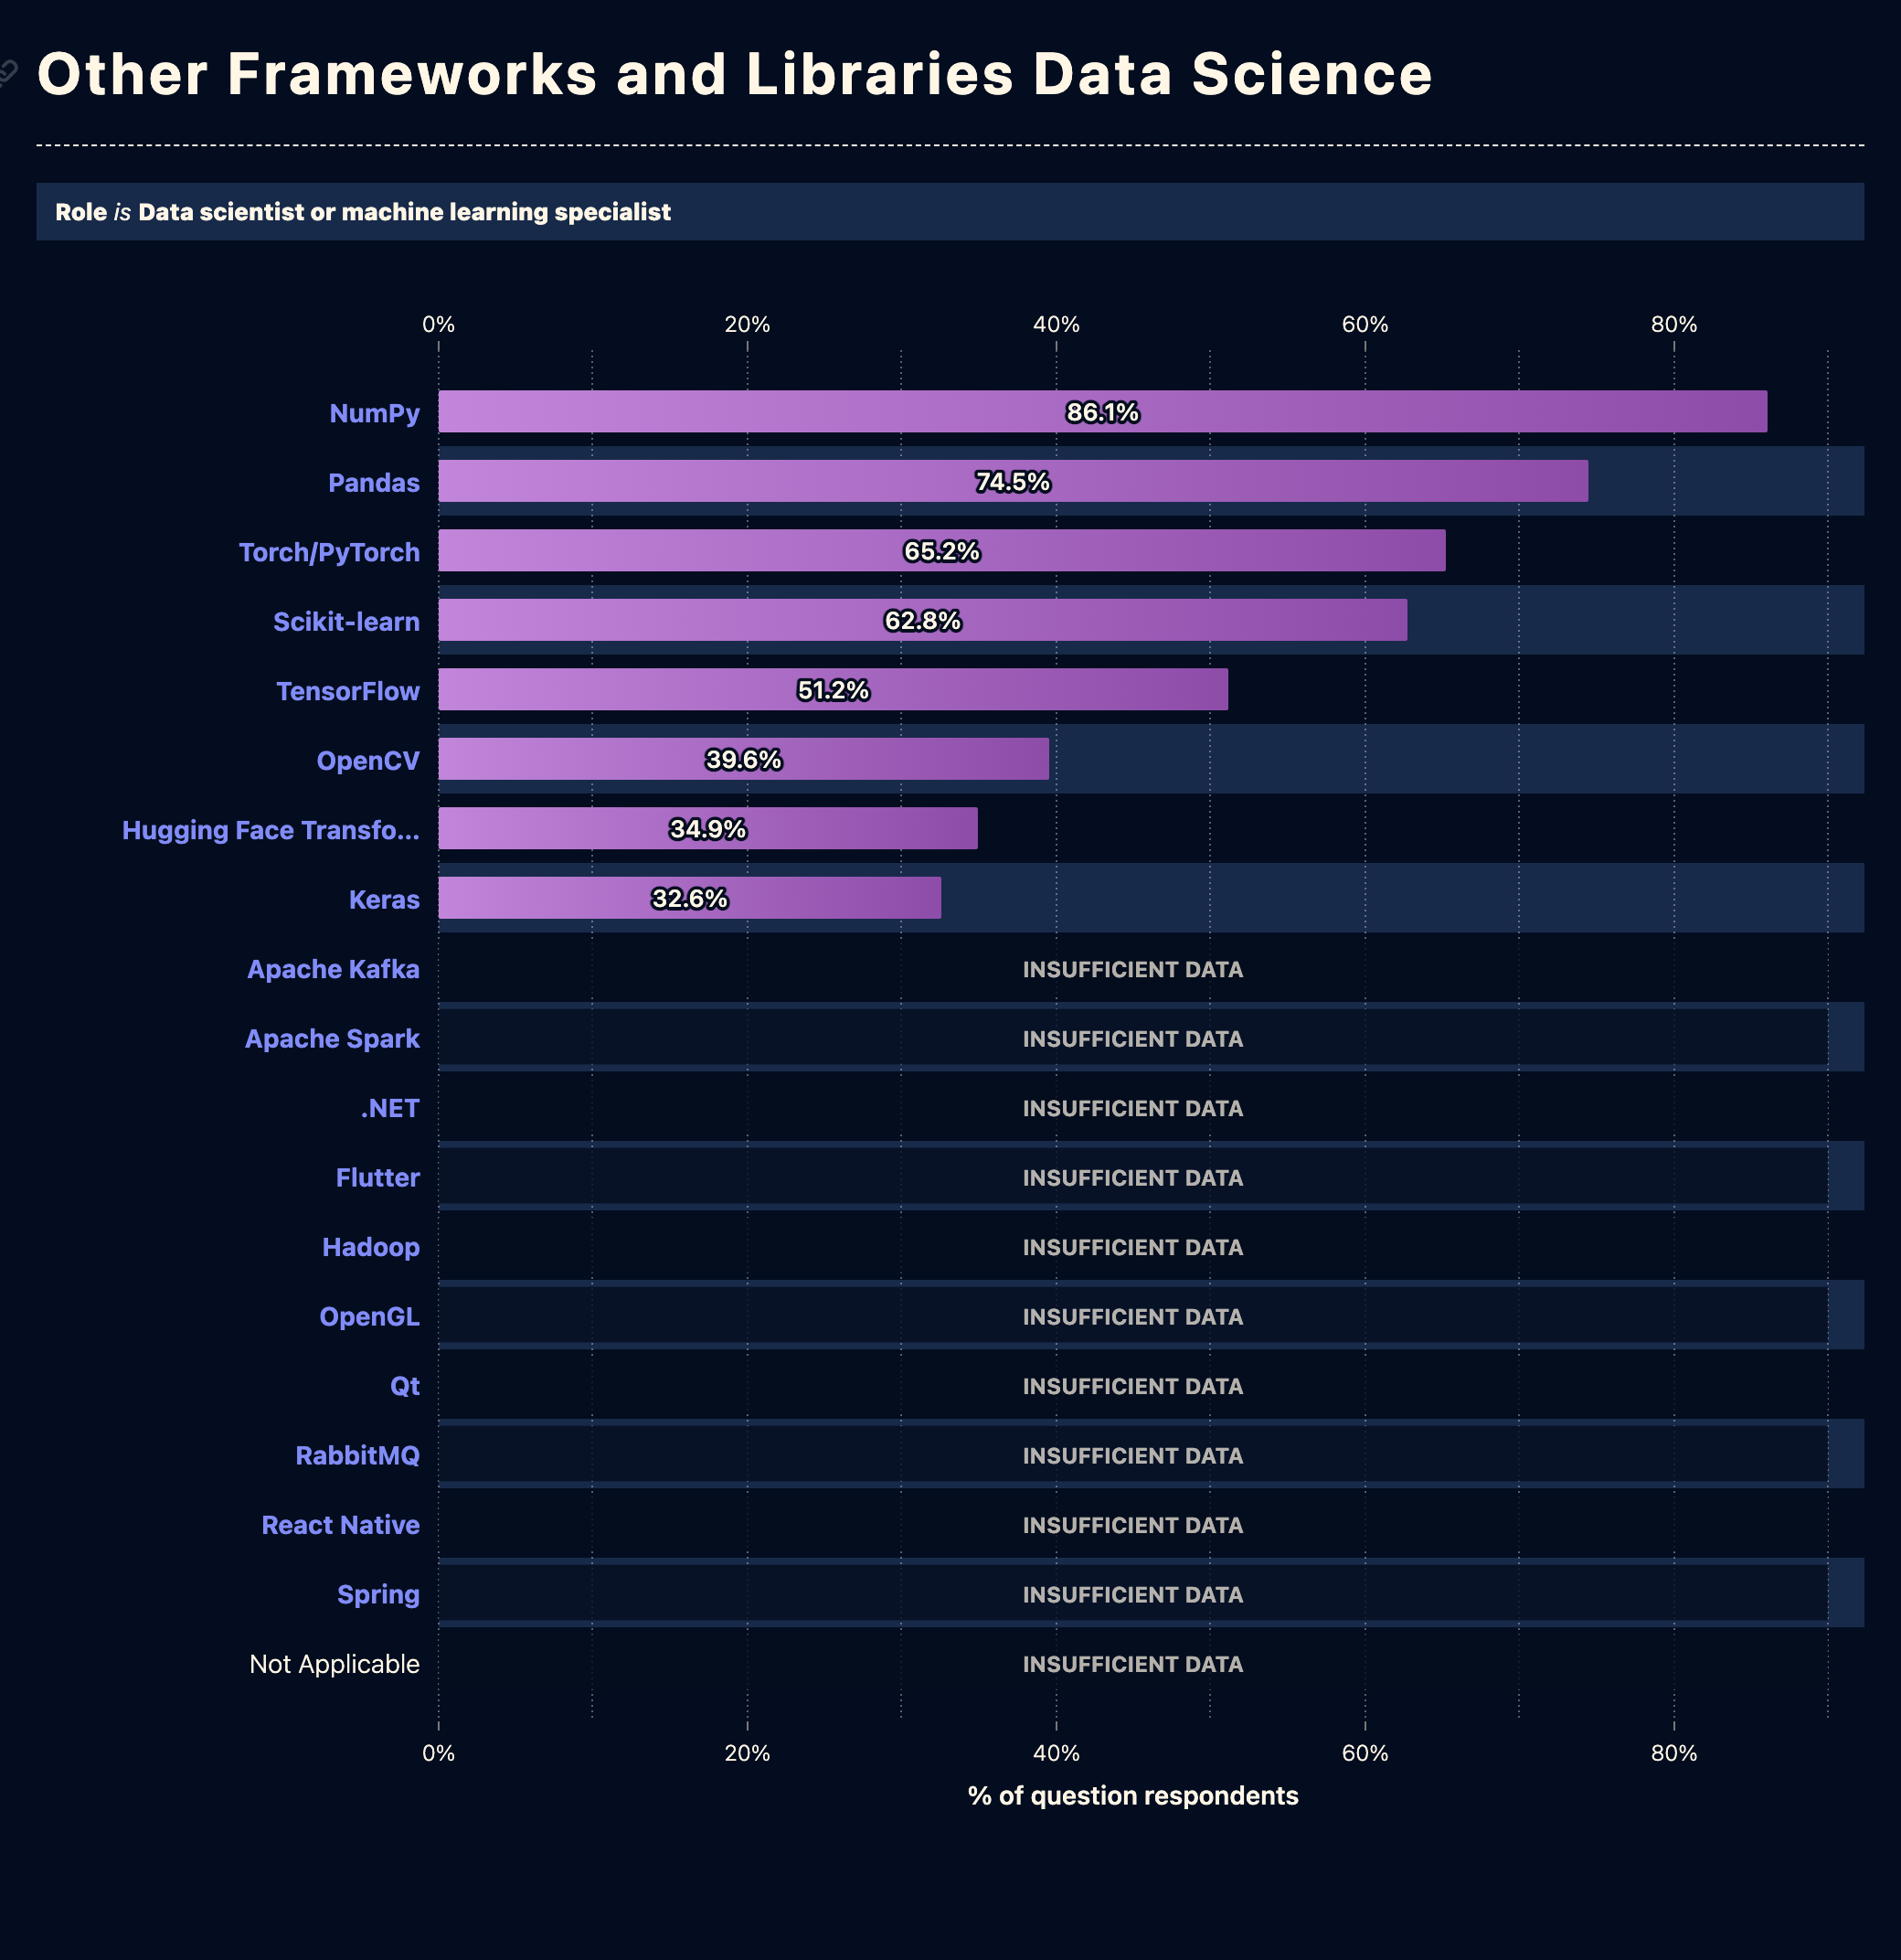 Other Frameworks and Libraries Data Science
Role is Data scientist or machine learning specialist
0% 20% 40% 60% 80%
NumPy 86.1%
Pandas 74.5%
Torch/PyTorch 65.2%
Scikit-learn 62.8%
TensorFlow 51.2%
OpenCV 39.6%
Hugging Face Transfo... 34.9%
Keras 32.6%
Apache Kafka INSUFFICIENT DATA
Apache Spark INSUFFICIENT DATA
.NET INSUFFICIENT DATA
Flutter INSUFFICIENT DATA
Hadoop INSUFFICIENT DATA
OpenGL INSUFFICIENT DATA
Qt INSUFFICIENT DATA
RabbitMQ INSUFFICIENT DATA
React Native INSUFFICIENT DATA
Spring INSUFFICIENT DATA
Not Applicable INSUFFICIENT DATA
0% 20% 40% 60% 80%
% of question respondents